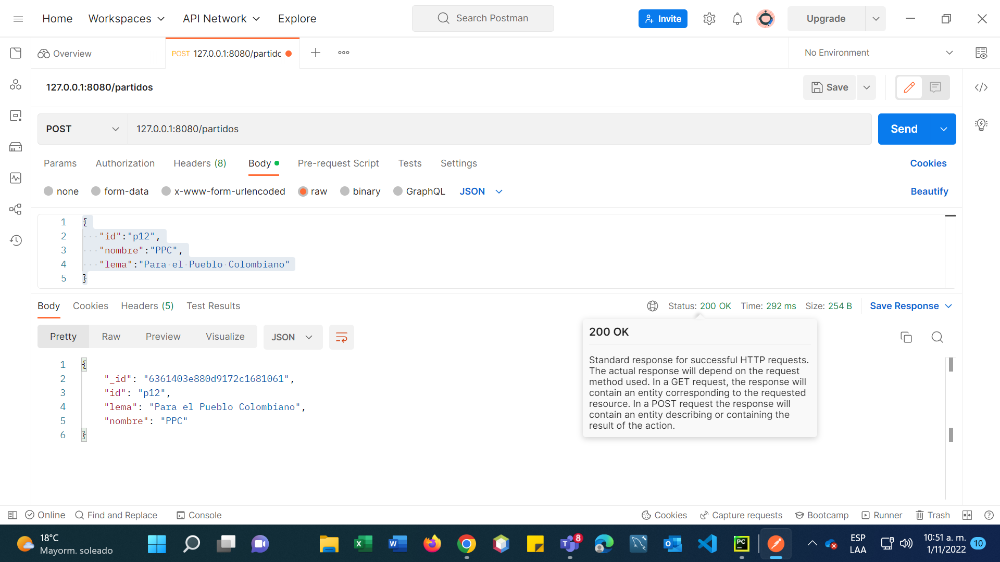 Home Workspaces API Network Explore Search Postman Invite Upgrade
Overview POST 127.0.0.1:8080/partido No Environment
127.0.0.1:8080/partidos Save
POST 127.0.0.1:8080/partidos Send
Params Authorization Headers (8) Body Pre-request Script Tests Settings Cookies
none form-data x-www-form-urlencoded raw binary GraphQL JSON Beautify
1 {
2 "id":"p12",
3 "nombre":"PPC",
4 "lema":"Para el Pueblo Colombiano"
5 }
Body Cookies Headers (5) Test Results Status: 200 OK Time: 292 ms Size: 254 B Save Response
200 OK
Pretty Raw Preview Visualize JSON
Standard response for successful HTTP requests.
The actual response will depend on the request
method used. In a GET request, the response will
contain an entity corresponding to the requested
resource. In a POST request the response will
contain an entity describing or containing the
result of the action.
1 {
2 "_id": "6361403e880d9172c1681061",
3 "id": "p12",
4 "lema": "Para el Pueblo Colombiano",
5 "nombre": "PPC"
6 }
Online Find and Replace Console Cookies Capture requests Bootcamp Runner Trash
18°C
Mayorm. soleado
8
ESP
LAA
10:51 a. m.
1/11/2022
10